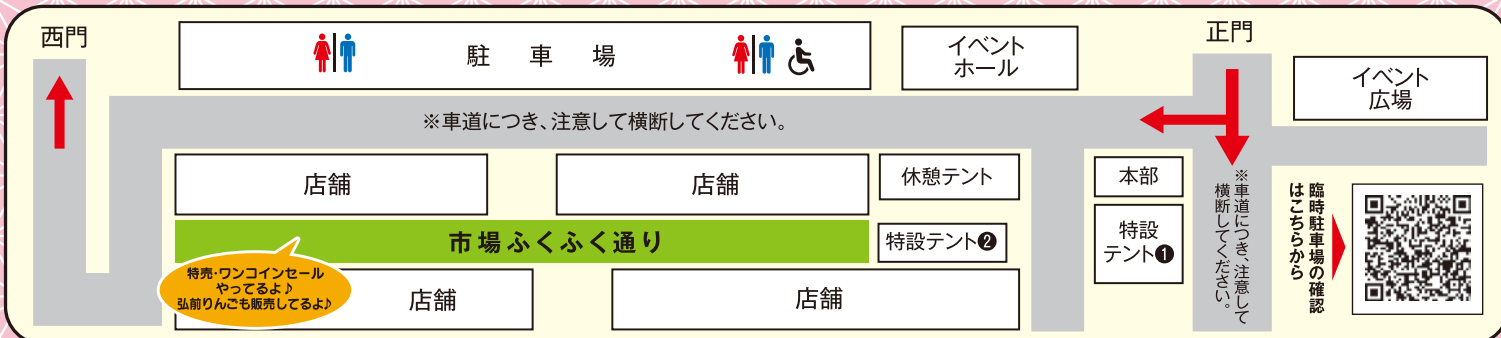 西門
駐車場
イベント
ホール
正門
イベント
広場
※車道につき、注意して横断してください。
店舗
店舗
休憩テント
本部
市場ふくふく通り
特設テント❷
特設
テント❶
※車道につき、注意して
横断してください。
臨時駐車場の確認
はこちらから
特売・ワンコインセール
やってるよ♪
弘前りんごも販売してるよ♪
店舗
店舗